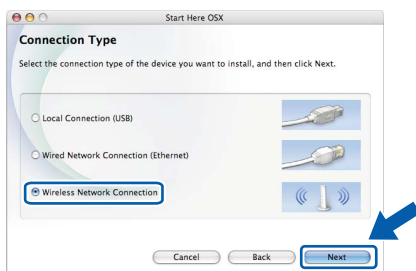 Start Here OSX
Connection Type
Select the connection type of the device you want to install, and then click Next.
Local Connection (USB)
Wired Network Connection (Ethernet)
Wireless Network Connection
Cancel Back Next